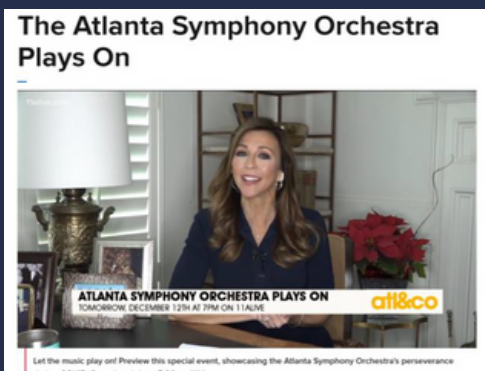 The Atlanta Symphony Orchestra
Plays On
ATLANTA SYMPHONY ORCHESTRA PLAYS ON
TOMORROW, DECEMBER 12TH AT 7PM ON 11ALIVE
atl&co
Let the music play on! Preview this special event, showcasing the Atlanta Symphony Orchestra's perseverance